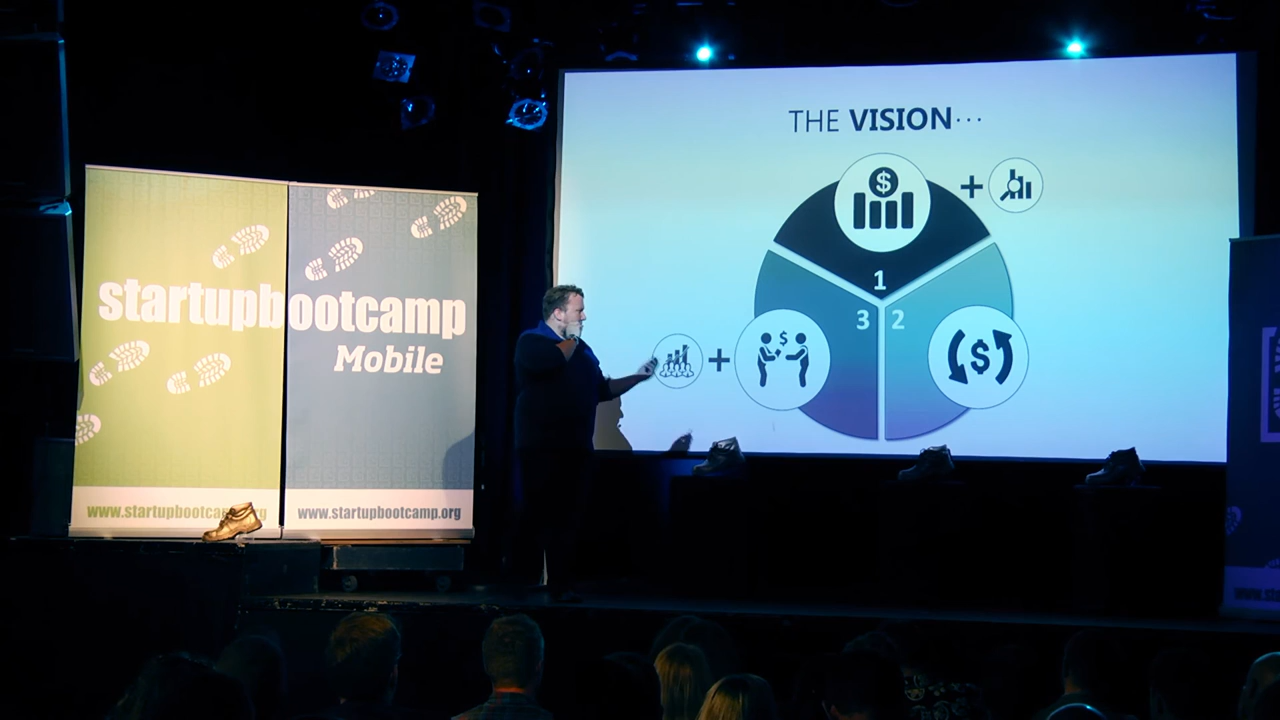 startupbootcamp
Mobile
www.startupbootcamp.org
THE VISION...
$
+
1
3
2
+
$
$